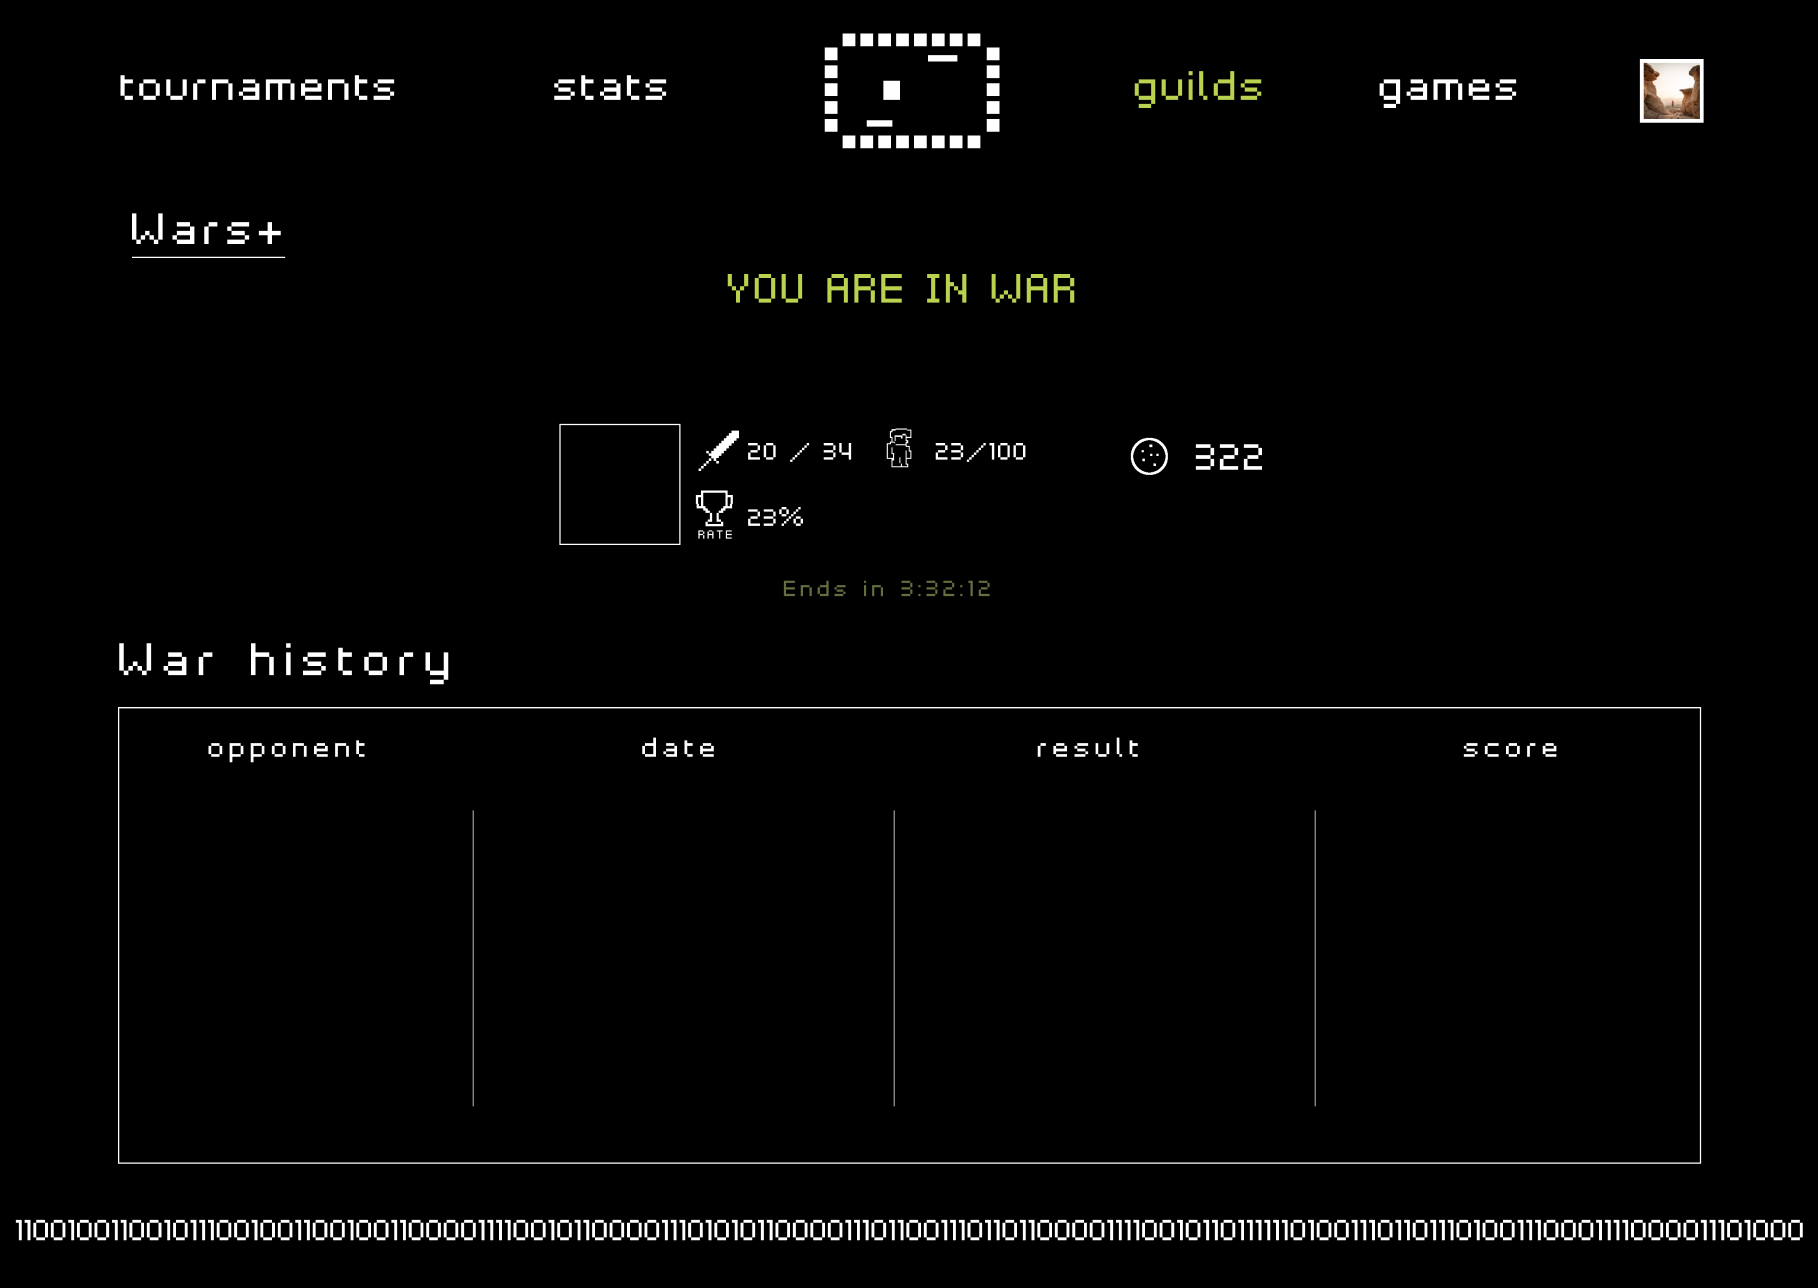 tournaments stats guilds games
Wars+
YOU ARE IN WAR
20 / 34 23/100 322
RATE 23%
Ends in 3:32:12
War history
opponent date result score